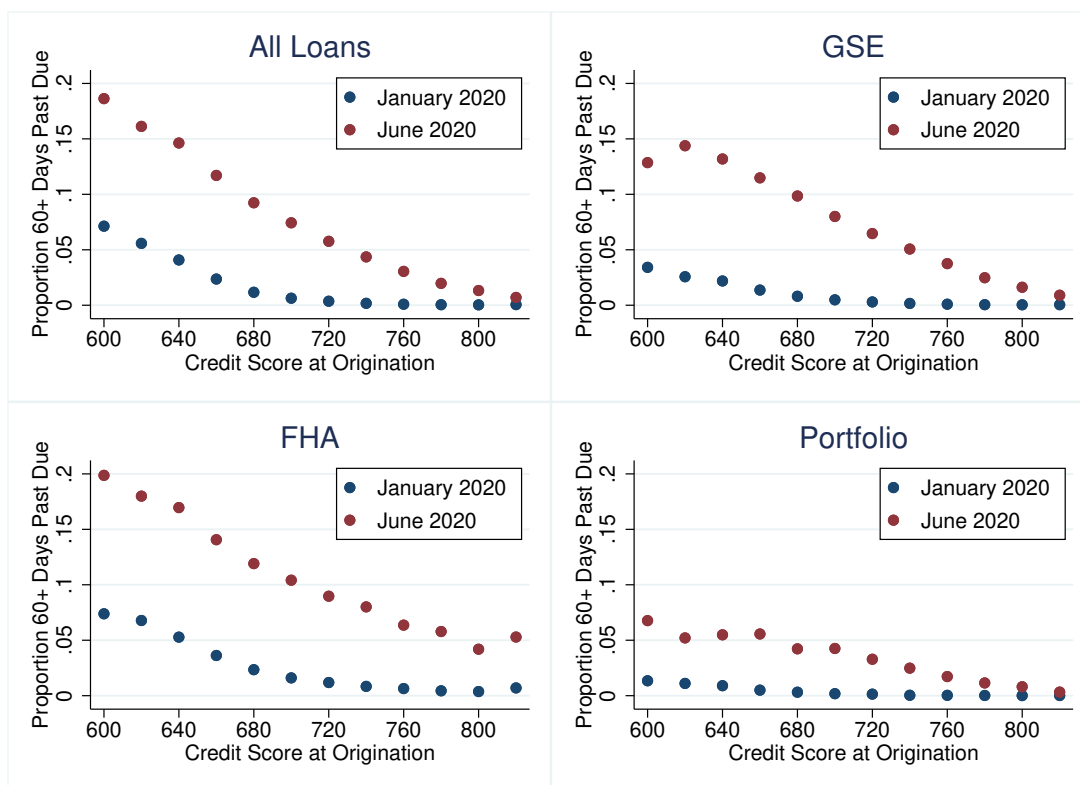 All Loans
Proportion 60+ Days Past Due
.2
.15
.1
.05
0
January 2020
June 2020
600 640 680 720 760 800
Credit Score at Origination
GSE
Proportion 60+ Days Past Due
.2
.15
.1
.05
0
January 2020
June 2020
600 640 680 720 760 800
Credit Score at Origination
FHA
Proportion 60+ Days Past Due
.2
.15
.1
.05
0
January 2020
June 2020
600 640 680 720 760 800
Credit Score at Origination
Portfolio
Proportion 60+ Days Past Due
.2
.15
.1
.05
0
January 2020
June 2020
600 640 680 720 760 800
Credit Score at Origination